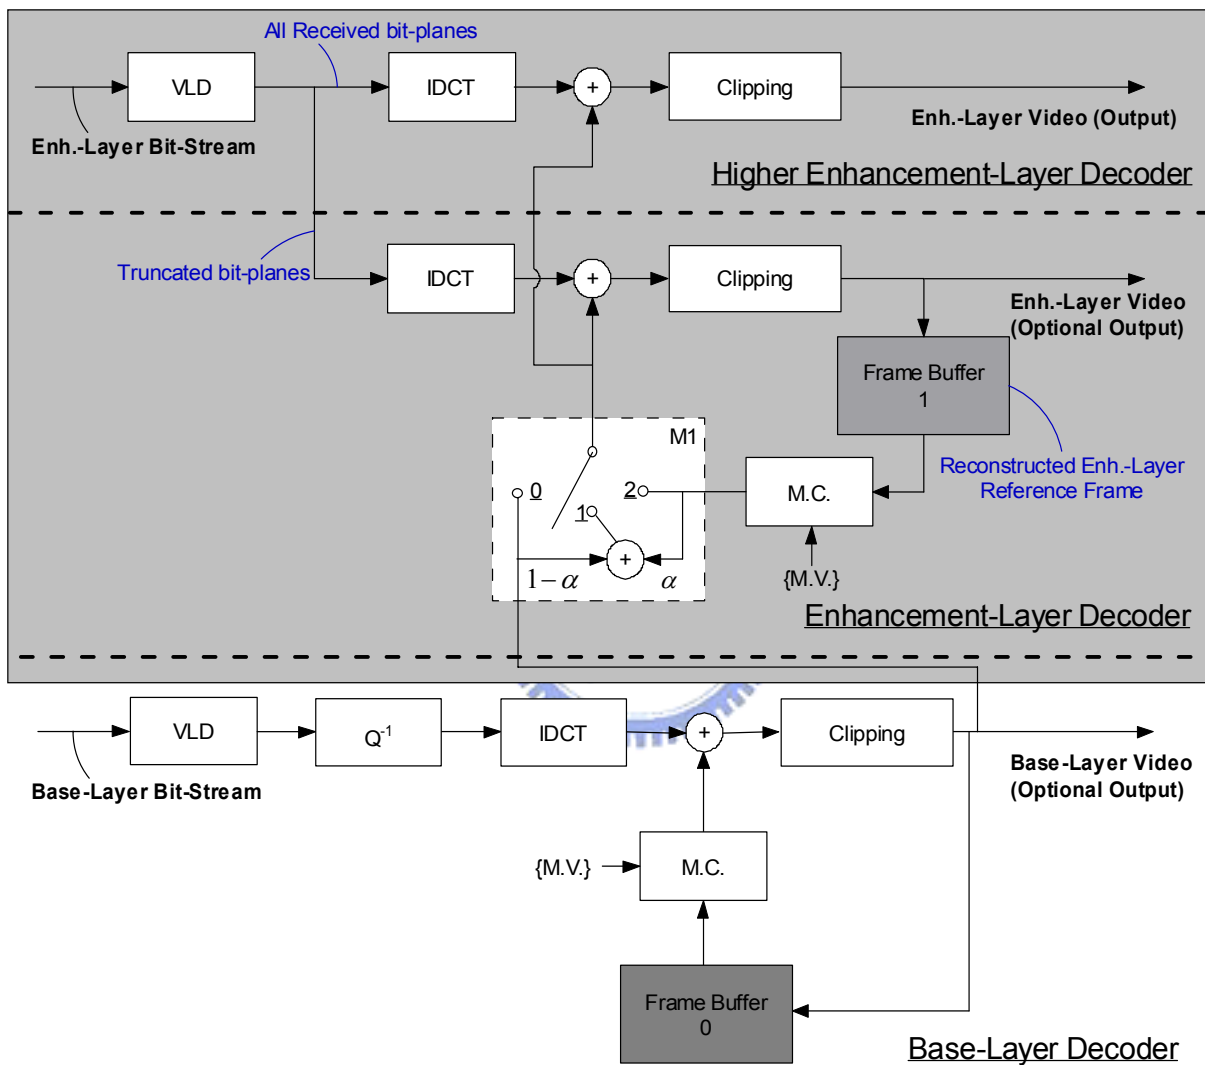 All Received bit-planes
VLD
IDCT
+
Clipping
Enh.-Layer Bit-Stream
Enh.-Layer Video (Output)
Higher Enhancement-Layer Decoder
Truncated bit-planes
IDCT
+
Clipping
Enh.-Layer Video
(Optional Output)
Frame Buffer
1
M1
Reconstructed Enh.-Layer
Reference Frame
0
2
M.C.
1
+
1-α
α
{M.V.}
Enhancement-Layer Decoder
VLD
Q⁻¹
IDCT
+
Clipping
Base-Layer Bit-Stream
Base-Layer Video
(Optional Output)
{M.V.}
M.C.
Frame Buffer
0
Base-Layer Decoder